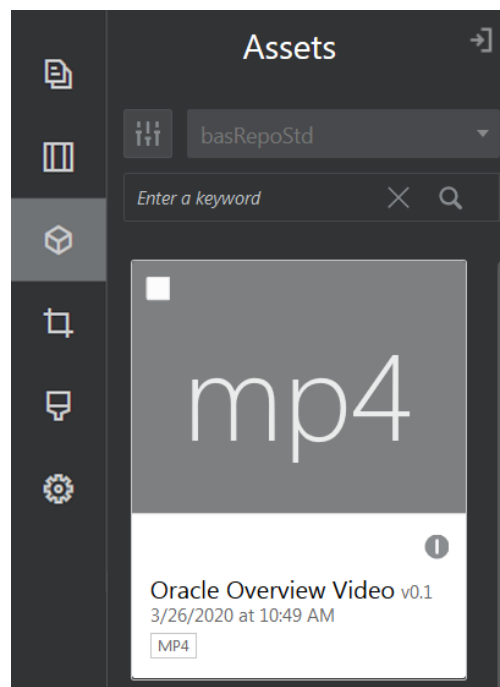 Assets
basRepoStd
Enter a keyword
mp4
Oracle Overview Video v0.1
3/26/2020 at 10:49 AM
MP4